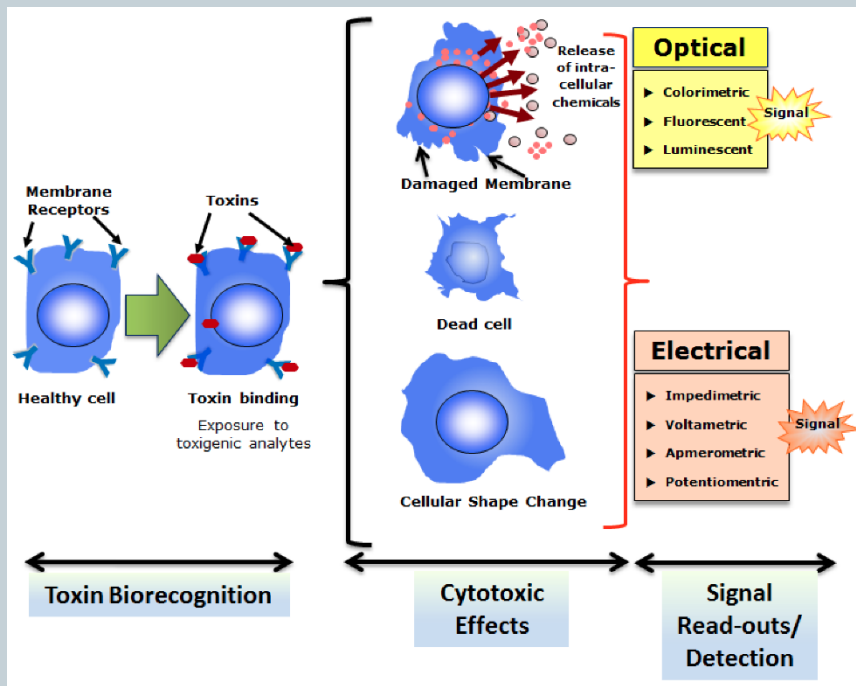 Membrane
Receptors
Toxins
Healthy cell
Toxin binding
Exposure to
toxigenic analytes
Release
of intra-
cellular
chemicals
Damaged Membrane
Dead cell
Cellular Shape Change
Optical
► Colorimetric
► Fluorescent
► Luminescent
Signal
Electrical
► Impedimetric
► Voltametric
► Apmerometric
► Potentiomentric
Signal
Toxin Biorecognition
Cytotoxic
Effects
Signal
Read-outs/
Detection